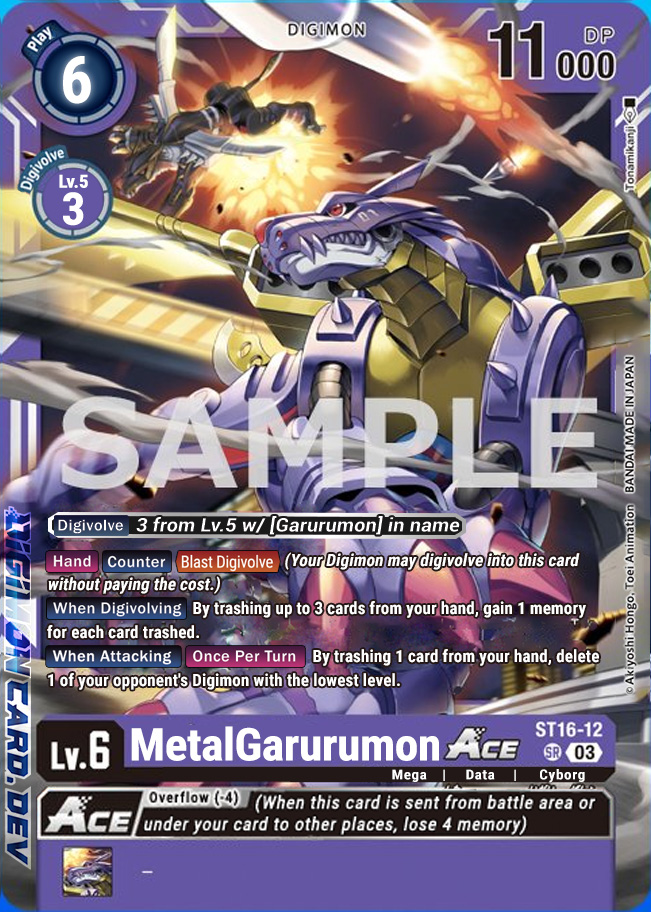 Play
6
DIGIMON
11000
DP
Digivolve
Lv.5
3
Tonamikanji
SAMPLE
BANDAI MADE IN JAPAN
©Akiyoshi Hongo, Toei Animation
Digivolve 3 from Lv.5 w/ [Garurumon] in name
Hand Counter Blast Digivolve (Your Digimon may digivolve into this card
without paying the cost.)
When Digivolving By trashing up to 3 cards from your hand, gain 1 memory
for each card trashed.
When Attacking Once Per Turn By trashing 1 card from your hand, delete
1 of your opponent's Digimon with the lowest level.
DIGIMON CARD.DEV
Lv.6 MetalGarurumon ACE
ST16-12
SR 03
Mega | Data | Cyborg
ACE
Overflow (-4) (When this card is sent from battle area or
under your card to other places, lose 4 memory)
–